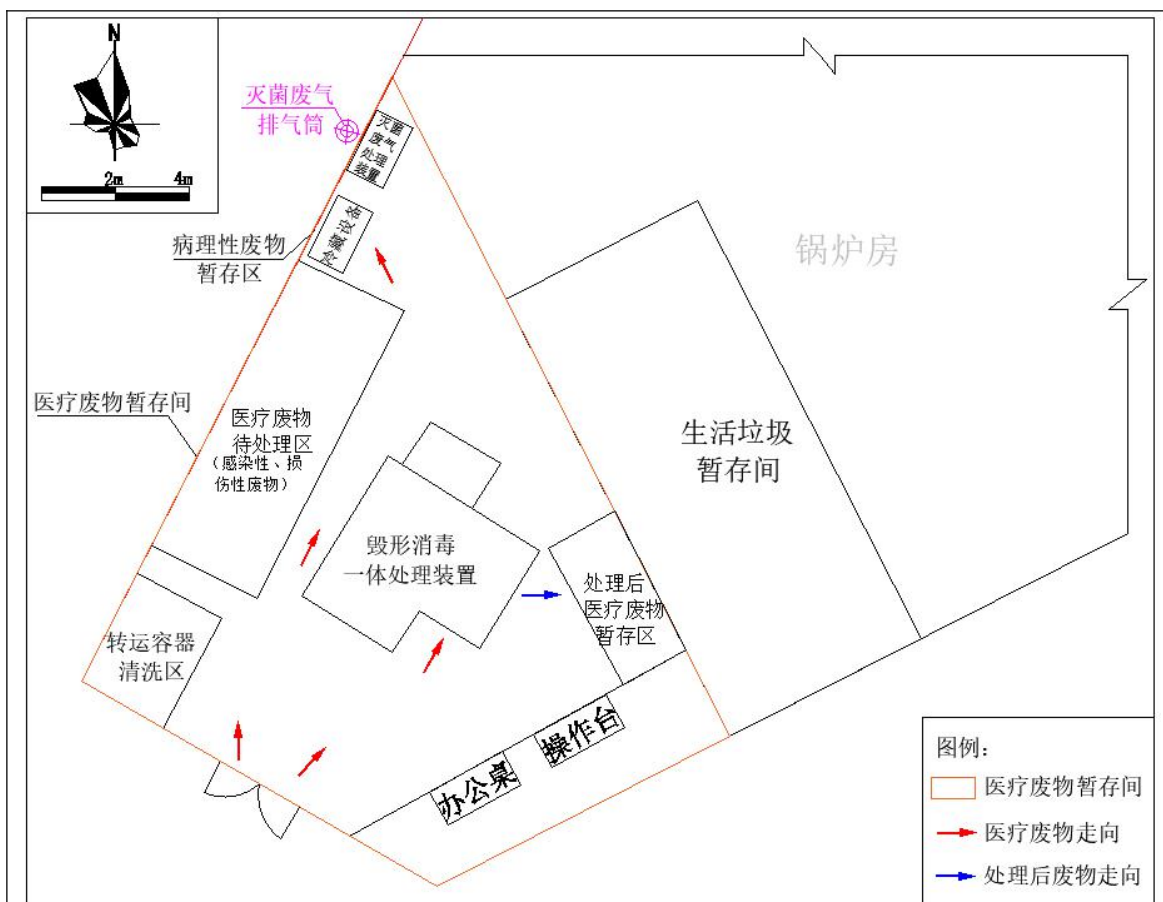 N
2m 4m
灭菌废气
排气筒
灭菌
废气
处理
装置
病理性废物
暂存区
锅炉房
医疗废物暂存间
医疗废物
待处理区
(感染性、损
伤性废物)
生活垃圾
暂存间
毁形消毒
一体处理装置
处理后
医疗废物
暂存区
转运容器
清洗区
操作台
办公桌
图例:
医疗废物暂存间
医疗废物走向
处理后废物走向